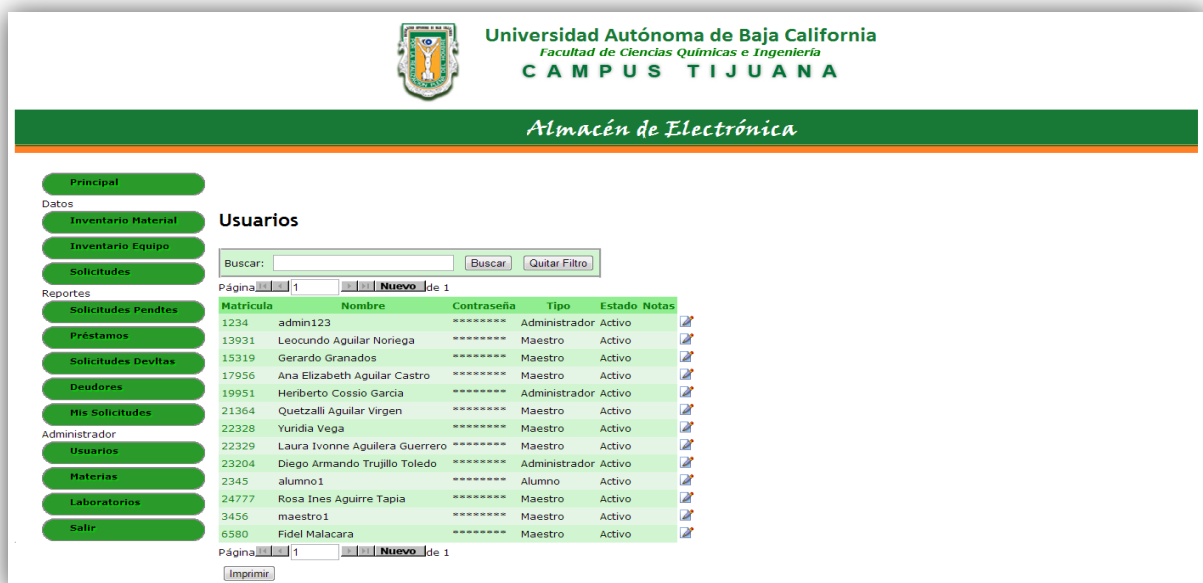 Universidad Autónoma de Baja California
Facultad de Ciencias Químicas e Ingeniería
CAMPUS TIJUANA
Almacén de Electrónica
Principal
Datos
Inventario Material
Inventario Equipo
Solicitudes
Reportes
Solicitudes Pendtes
Préstamos
Solicitudes Devltas
Deudores
Mis Solicitudes
Administrador
Usuarios
Materias
Laboratorios
Salir
Usuarios
Buscar: Buscar Quitar Filtro
Página 1 Nuevo de 1
Matricula Nombre Contraseña Tipo Estado Notas
1234 admin123 ******** Administrador Activo
13931 Leocundo Aguilar Noriega ******** Maestro Activo
15319 Gerardo Granados ******** Maestro Activo
17956 Ana Elizabeth Aguilar Castro ******** Maestro Activo
19951 Heriberto Cossio Garcia ******** Administrador Activo
21364 Quetzalli Aguilar Virgen ******** Maestro Activo
22328 Yuridia Vega ******** Maestro Activo
22329 Laura Ivonne Aguilera Guerrero ******** Maestro Activo
23204 Diego Armando Trujillo Toledo ******** Administrador Activo
2345 alumno1 ******** Alumno Activo
24777 Rosa Ines Aguirre Tapia ******** Maestro Activo
3456 maestro1 ******** Maestro Activo
6580 Fidel Malacara ******** Maestro Activo
Página 1 Nuevo de 1
Imprimir